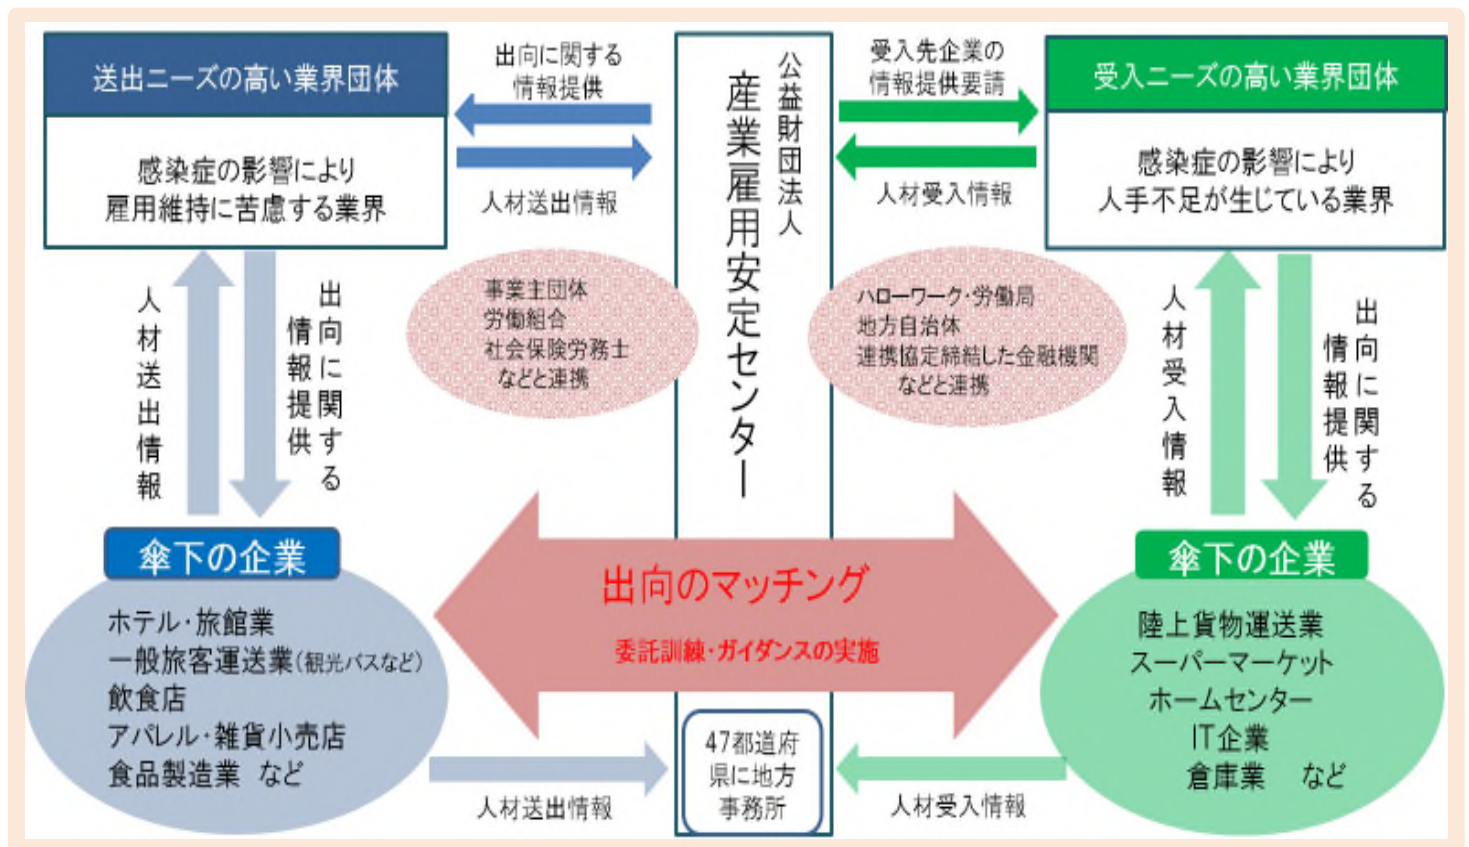 送出ニーズの高い業界団体
感染症の影響により
雇用維持に苦慮する業界
出向に関する
情報提供
人材送出情報
公益財団法人
産業雇用安定センター
受入先企業の
情報提供要請
人材受入情報
受入ニーズの高い業界団体
感染症の影響により
人手不足が生じている業界
事業主団体
労働組合
社会保険労務士
などと連携
ハローワーク・労働局
地方自治体
連携協定締結した金融機関
などと連携
人材送出情報
出向に関する
情報提供
人材受入情報
出向に関する
情報提供
傘下の企業
ホテル・旅館業
一般旅客運送業(観光バスなど)
飲食店
アパレル・雑貨小売店
食品製造業 など
出向のマッチング
委託訓練・ガイダンスの実施
傘下の企業
陸上貨物運送業
スーパーマーケット
ホームセンター
IT企業
倉庫業 など
人材送出情報
47都道府
県に地方
事務所
人材受入情報